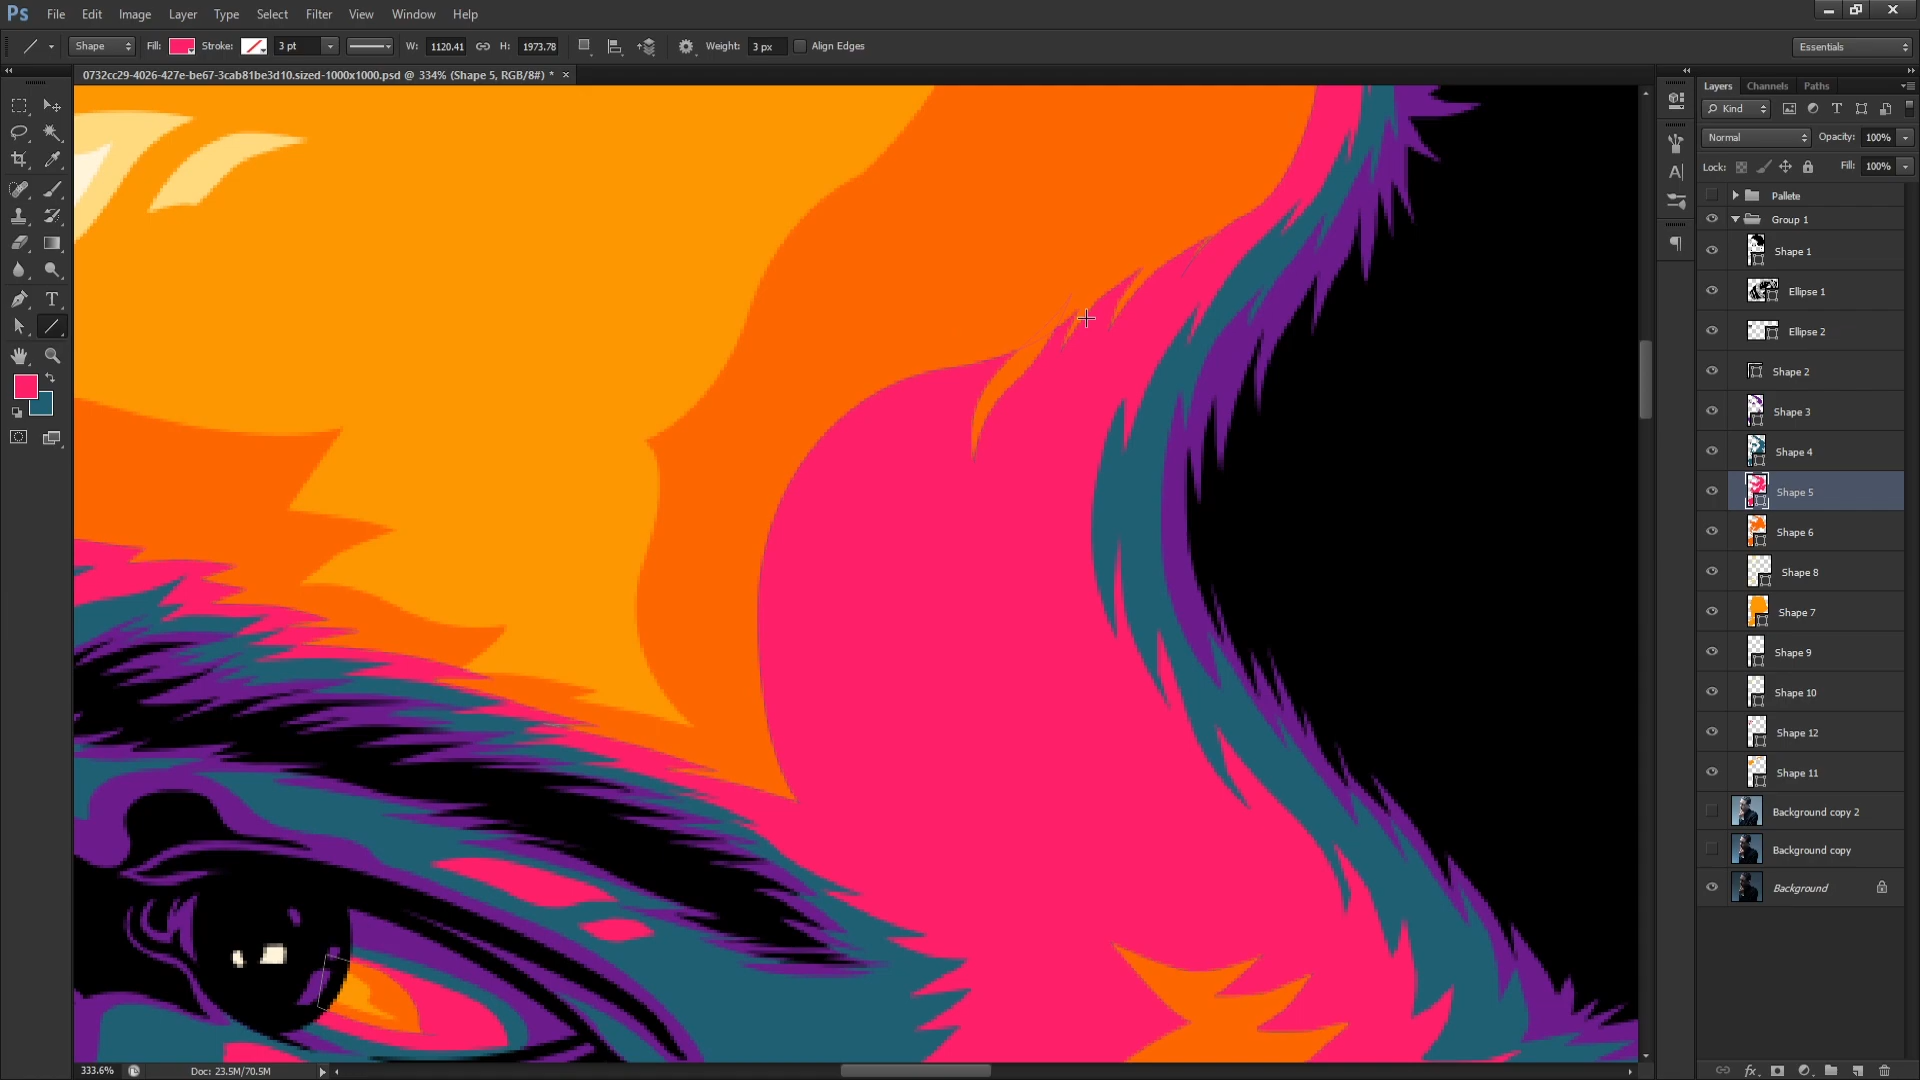 Ps File Edit Image Layer Type Select Filter View Window Help
Shape Fill: Stroke: 3 pt W: 1120.41 H: 1973.78 Weight: 3 px Align Edges Essentials
0732cc29-4026-427e-be67-3cab81be3d10.sized-1000x1000.psd @ 334% (Shape 5, RGB/8#) * ×
Layers Channels Paths
Kind
Normal Opacity: 100%
Lock: Fill: 100%
Pallete
Group 1
Shape 1
Ellipse 1
Ellipse 2
Shape 2
Shape 3
Shape 4
Shape 5
Shape 6
Shape 8
Shape 7
Shape 9
Shape 10
Shape 12
Shape 11
Background copy 2
Background copy
Background
333.6% Doc: 23.5M/70.5M
fx